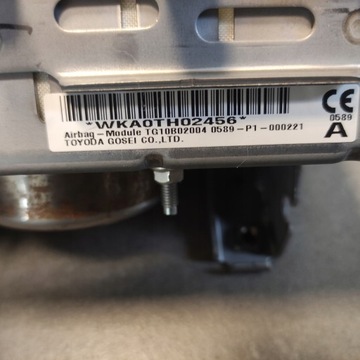 *WKA0TH02456*
Airbag-Module TG10B02004 0589-P1-000221
TOYODA GOSEI CO.,LTD.
CE
0589
A